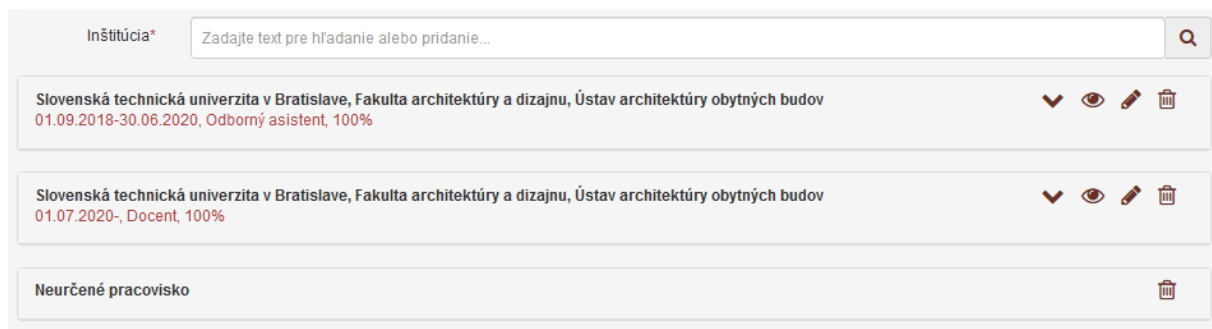 Inštitúcia*
Zadajte text pre hľadanie alebo pridanie...
Slovenská technická univerzita v Bratislave, Fakulta architektúry a dizajnu, Ústav architektúry obytných budov
01.09.2018-30.06.2020, Odborný asistent, 100%
Slovenská technická univerzita v Bratislave, Fakulta architektúry a dizajnu, Ústav architektúry obytných budov
01.07.2020-, Docent, 100%
Neurčené pracovisko